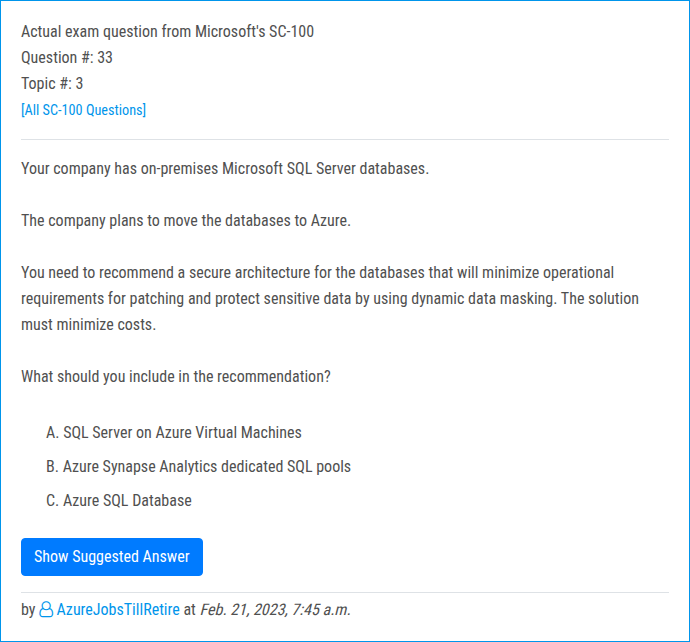 Actual exam question from Microsoft's SC-100
Question #: 33
Topic #: 3
[All SC-100 Questions]
Your company has on-premises Microsoft SQL Server databases.
The company plans to move the databases to Azure.
You need to recommend a secure architecture for the databases that will minimize operational
requirements for patching and protect sensitive data by using dynamic data masking. The solution
must minimize costs.
What should you include in the recommendation?
A. SQL Server on Azure Virtual Machines
B. Azure Synapse Analytics dedicated SQL pools
C. Azure SQL Database
Show Suggested Answer
by AzureJobsTillRetire at Feb. 21, 2023, 7:45 a.m.